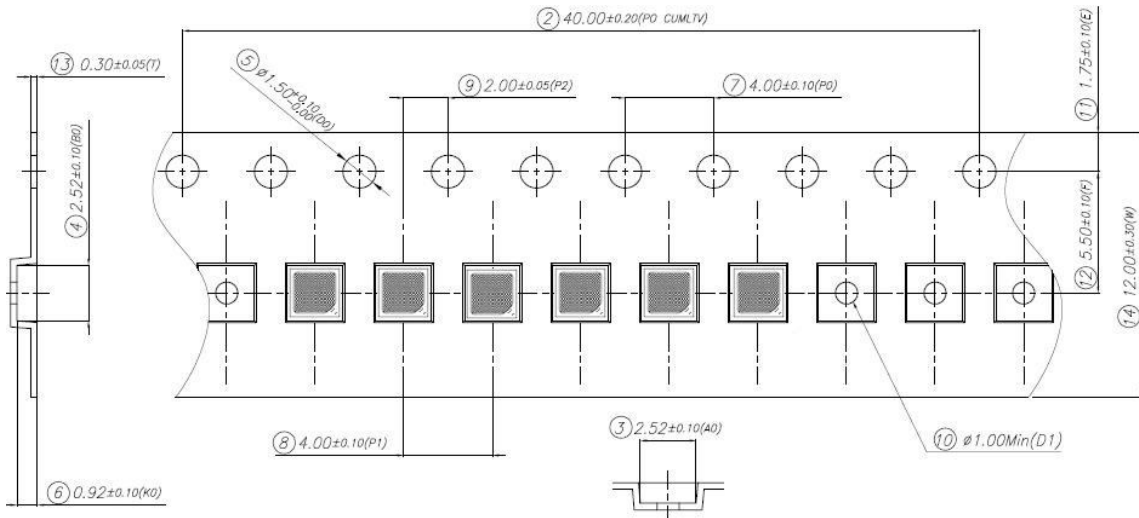 ② 40.00±0.20(P0 CUMLTV)
⑬ 0.30±0.05(T)
⑤ ø1.50+0.10-0.00(D0)
⑨ 2.00±0.05(P2)
⑦ 4.00±0.10(P0)
⑪ 1.75±0.10(E)
④ 2.52±0.10(B0)
⑫ 5.50±0.10(F)
⑭ 12.00±0.30(W)
⑧ 4.00±0.10(P1)
③ 2.52±0.10(A0)
⑩ ø1.00Min(D1)
⑥ 0.92±0.10(K0)